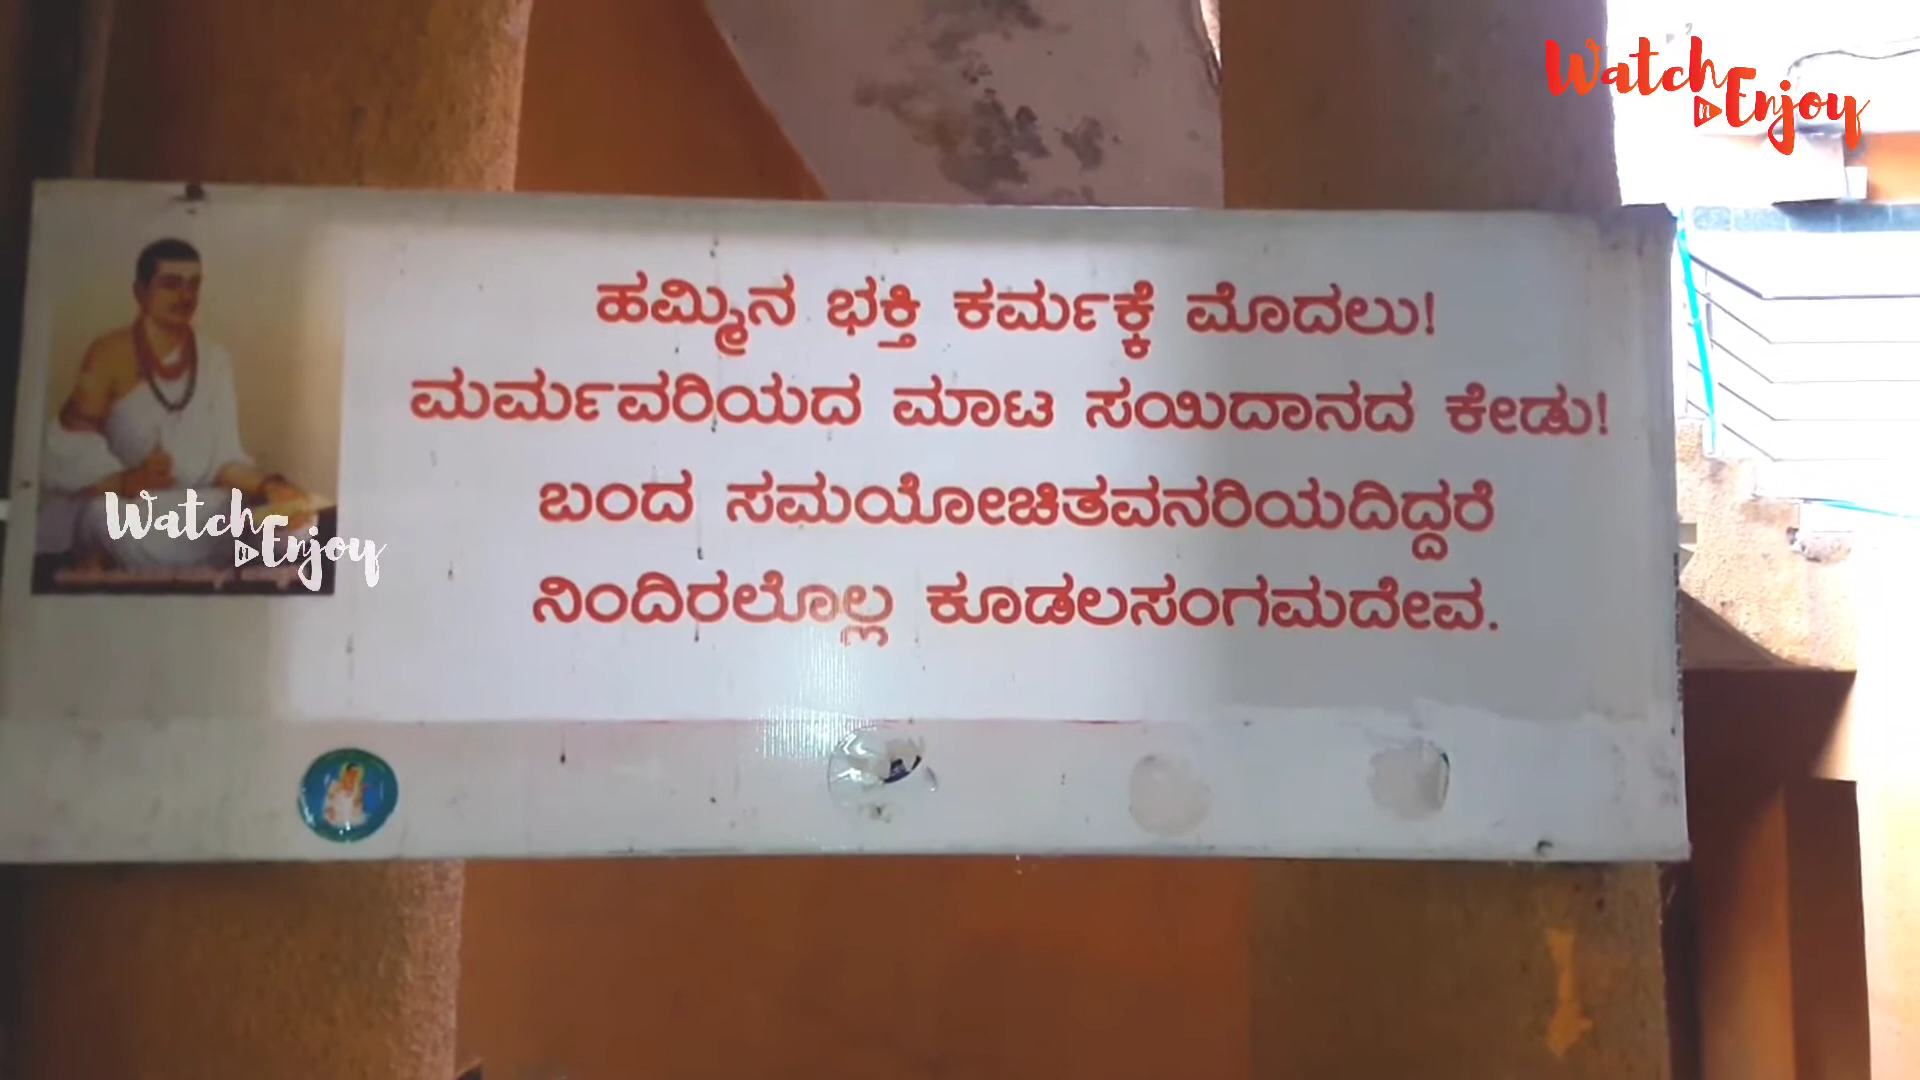 Watch Enjoy
ಹಮ್ಮಿನ ಭಕ್ತಿ ಕರ್ಮಕ್ಕೆ ಮೊದಲು!
ಮರ್ಮವರಿಯದ ಮಾಟ ಸಯಿದಾನದ ಕೇಡು!
ಬಂದ ಸಮಯೋಚಿತವನರಿಯದಿದ್ದರೆ
ನಿಂದಿರಲೊಲ್ಲ ಕೂಡಲಸಂಗಮದೇವ.
Watch Enjoy